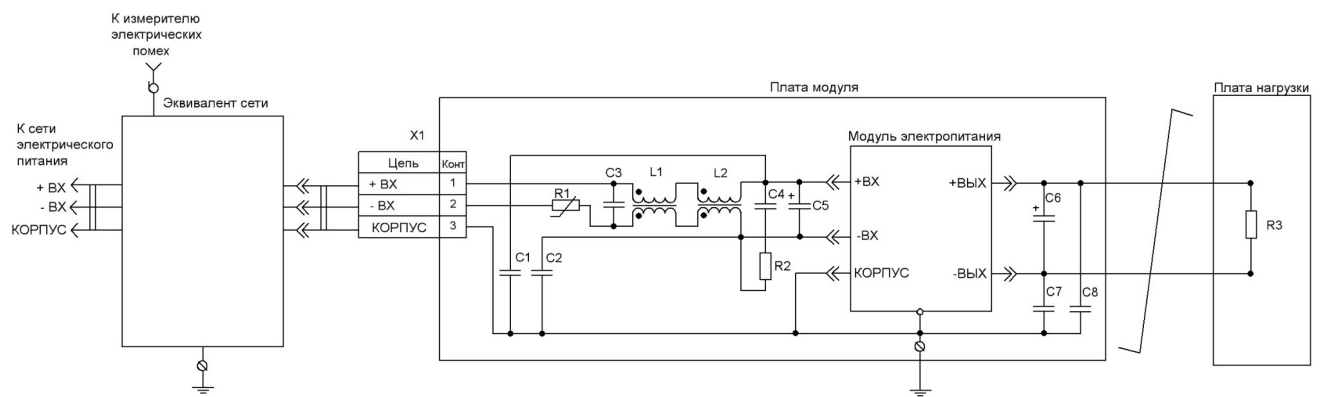 К измерителю
электрических
помех
Эквивалент сети
Плата модуля
Плата нагрузки
К сети
электрического
питания
X1
Модуль электропитания
Цепь Конт
+ ВХ
- ВХ
КОРПУС
+ ВХ 1
- ВХ 2
КОРПУС 3
R1
C3
L1
L2
C4
+
C5
+ВХ
-ВХ
КОРПУС
+ВЫХ
-ВЫХ
C1
C2
R2
+
C6
C7
C8
R3